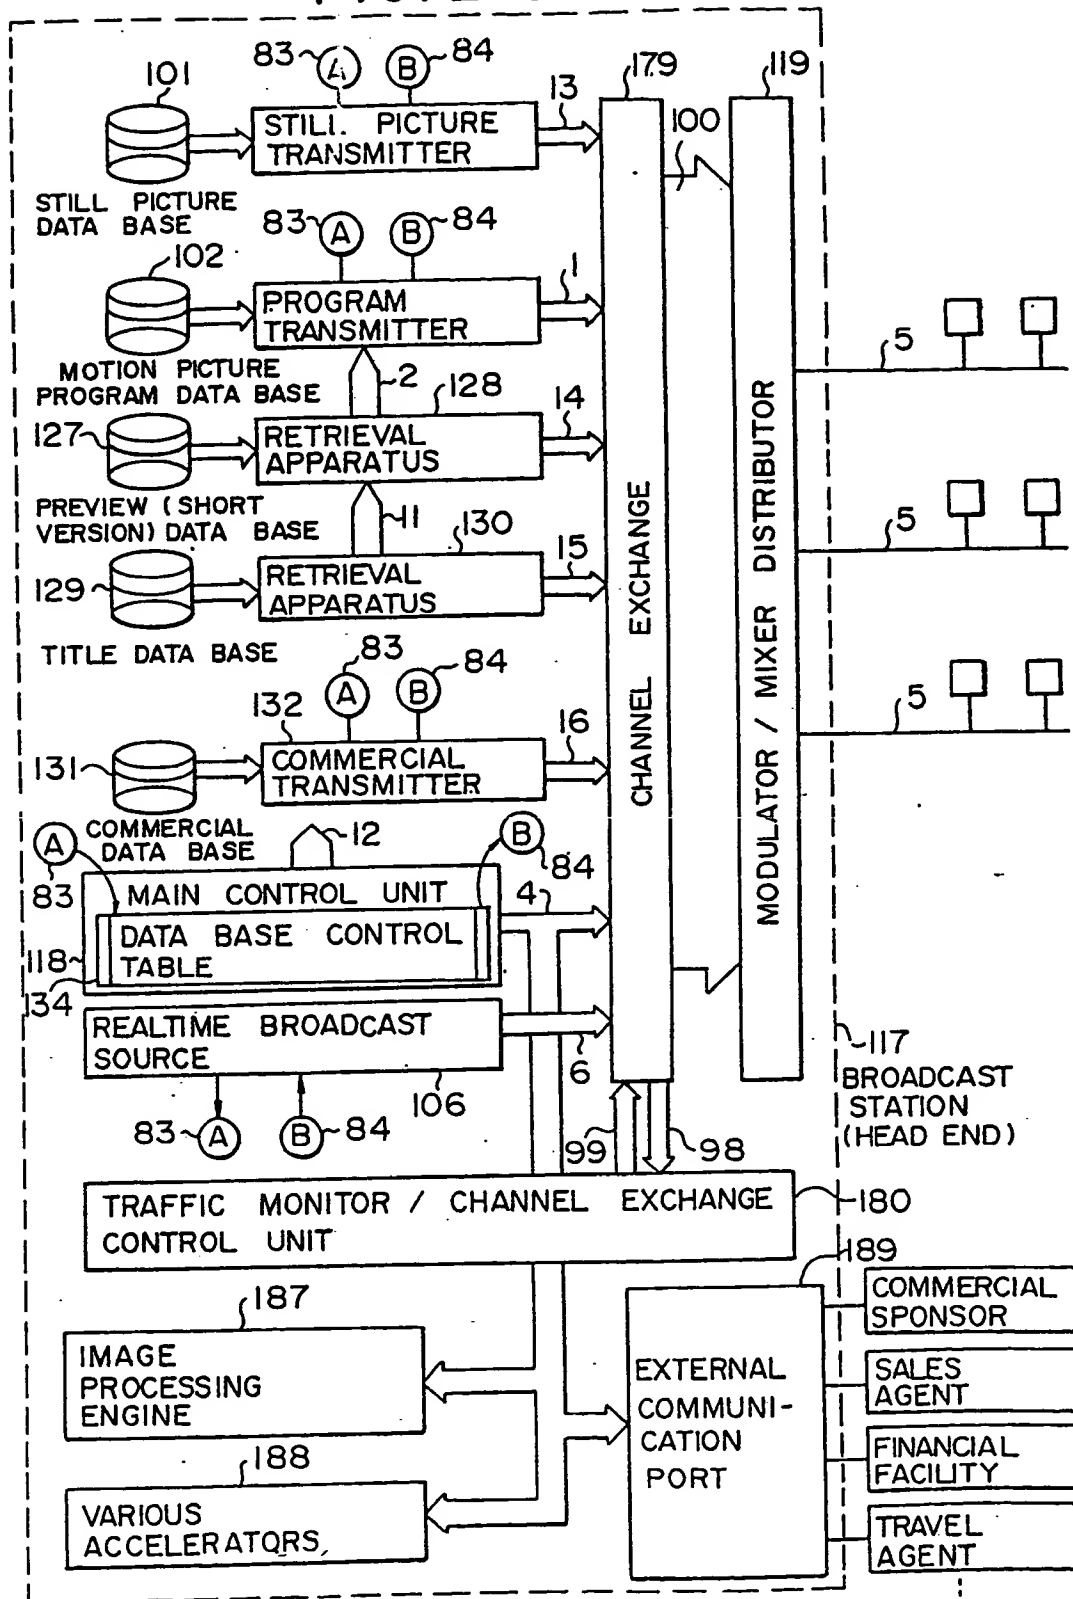 83
A
B
84
101
179
119
13
100
STILL PICTURE
TRANSMITTER
STILL PICTURE
DATA BASE
83
A
B
84
102
1
PROGRAM
TRANSMITTER
5
MOTION PICTURE
PROGRAM DATA BASE
2
128
127
14
RETRIEVAL
APPARATUS
PREVIEW (SHORT
VERSION) DATA BASE
11
130
5
129
15
RETRIEVAL
APPARATUS
TITLE DATA BASE
83
A
84
B
132
16
5
131
COMMERCIAL
TRANSMITTER
COMMERCIAL
DATA BASE
CHANNEL EXCHANGE
MODULATOR / MIXER DISTRIBUTOR
A
83
12
B
84
MAIN CONTROL UNIT
4
DATA BASE CONTROL
TABLE
118
134
REALTIME BROADCAST
SOURCE
6
106
117
BROADCAST
STATION
(HEAD END)
83
A
B
84
99
98
TRAFFIC MONITOR / CHANNEL EXCHANGE
CONTROL UNIT
180
189
187
IMAGE
PROCESSING
ENGINE
188
VARIOUS
ACCELERATORS,
EXTERNAL
COMMUNI-
CATION
PORT
COMMERCIAL
SPONSOR
SALES
AGENT
FINANCIAL
FACILITY
TRAVEL
AGENT